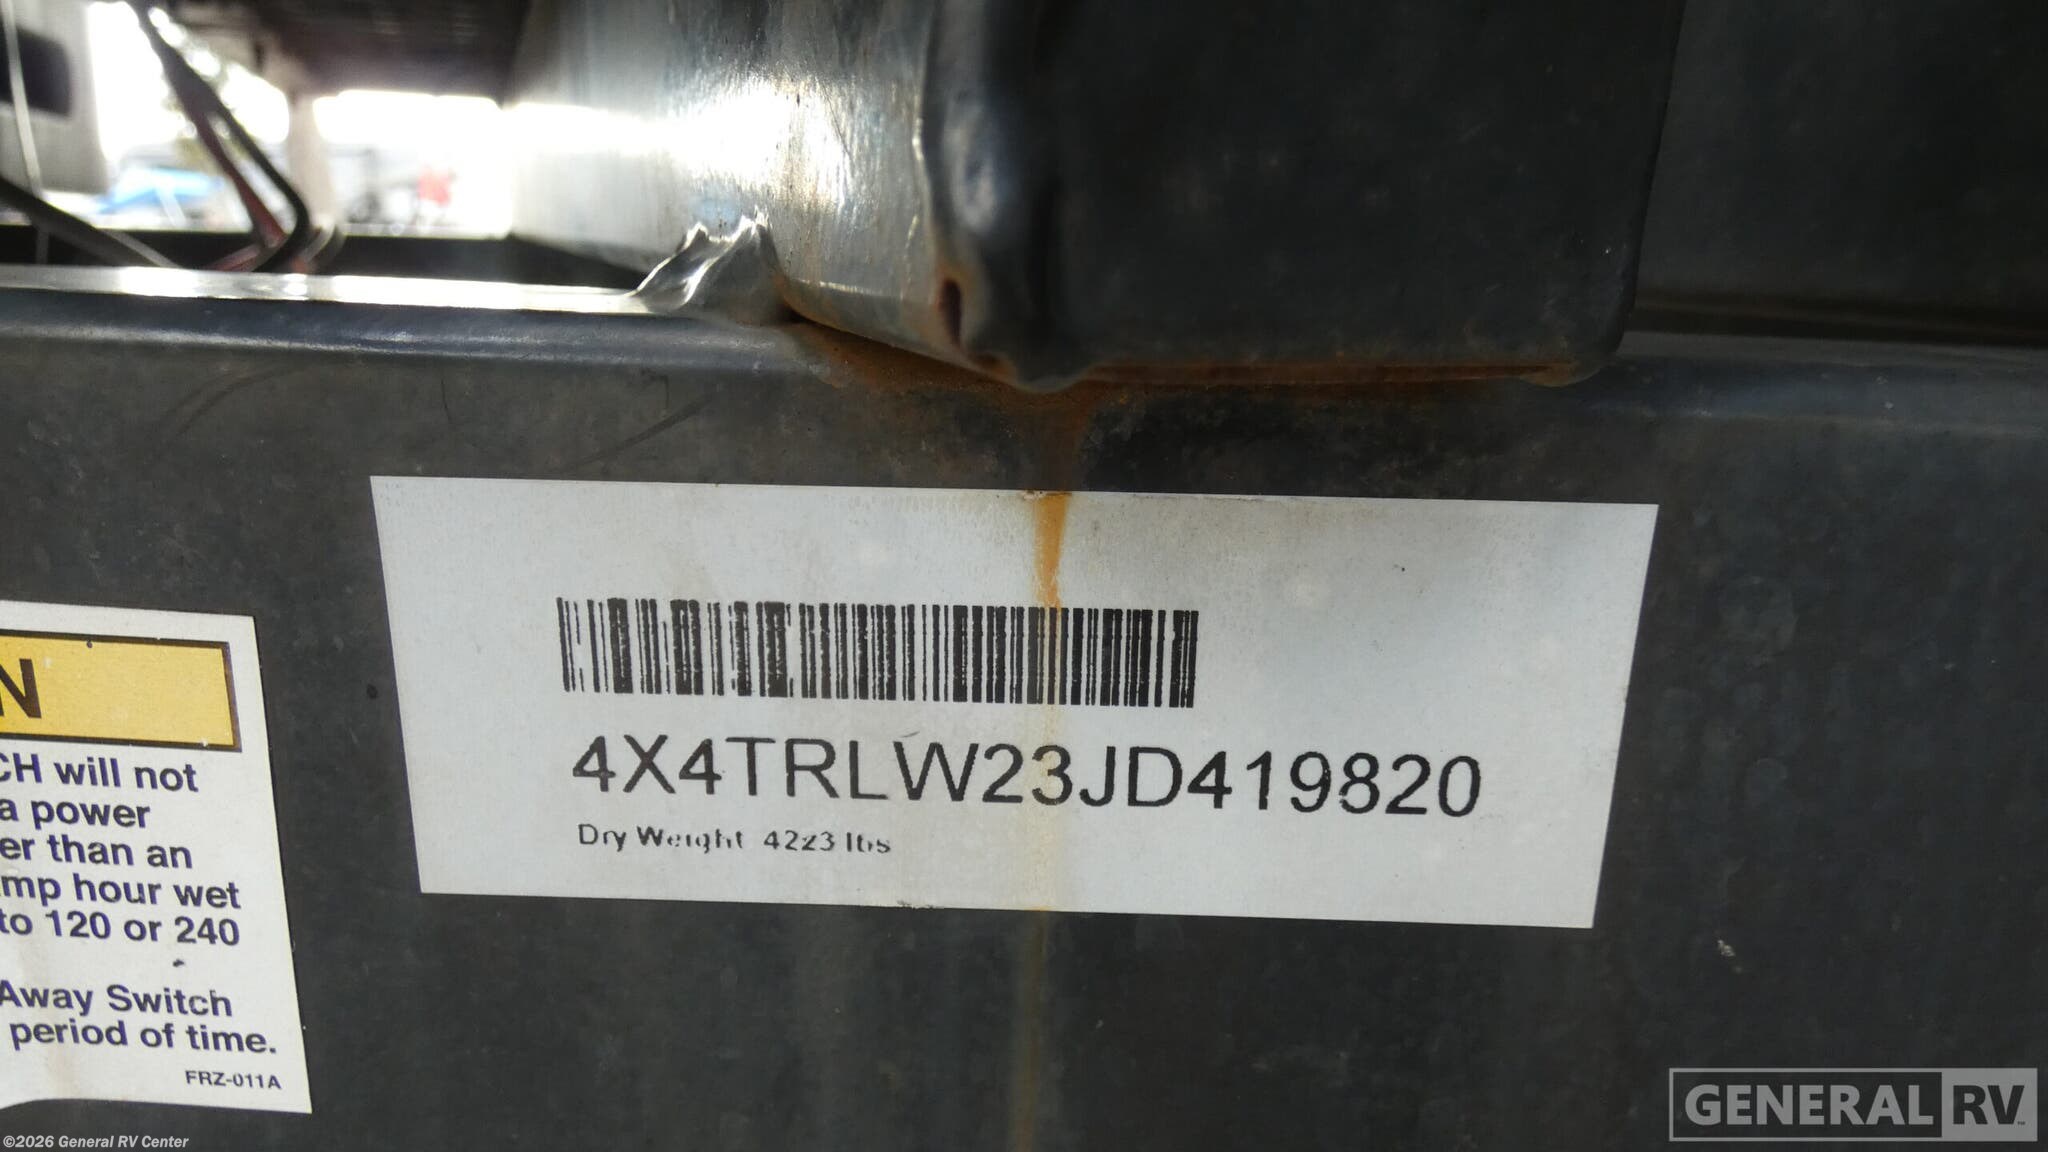 4X4TRLW23JD419820
Dry Weight 4223 lbs
N
CH will not
a power
er than an
amp hour wet
to 120 or 240
Away Switch
period of time.
FRZ-011A
GENERAL RV
©2026 General RV Center